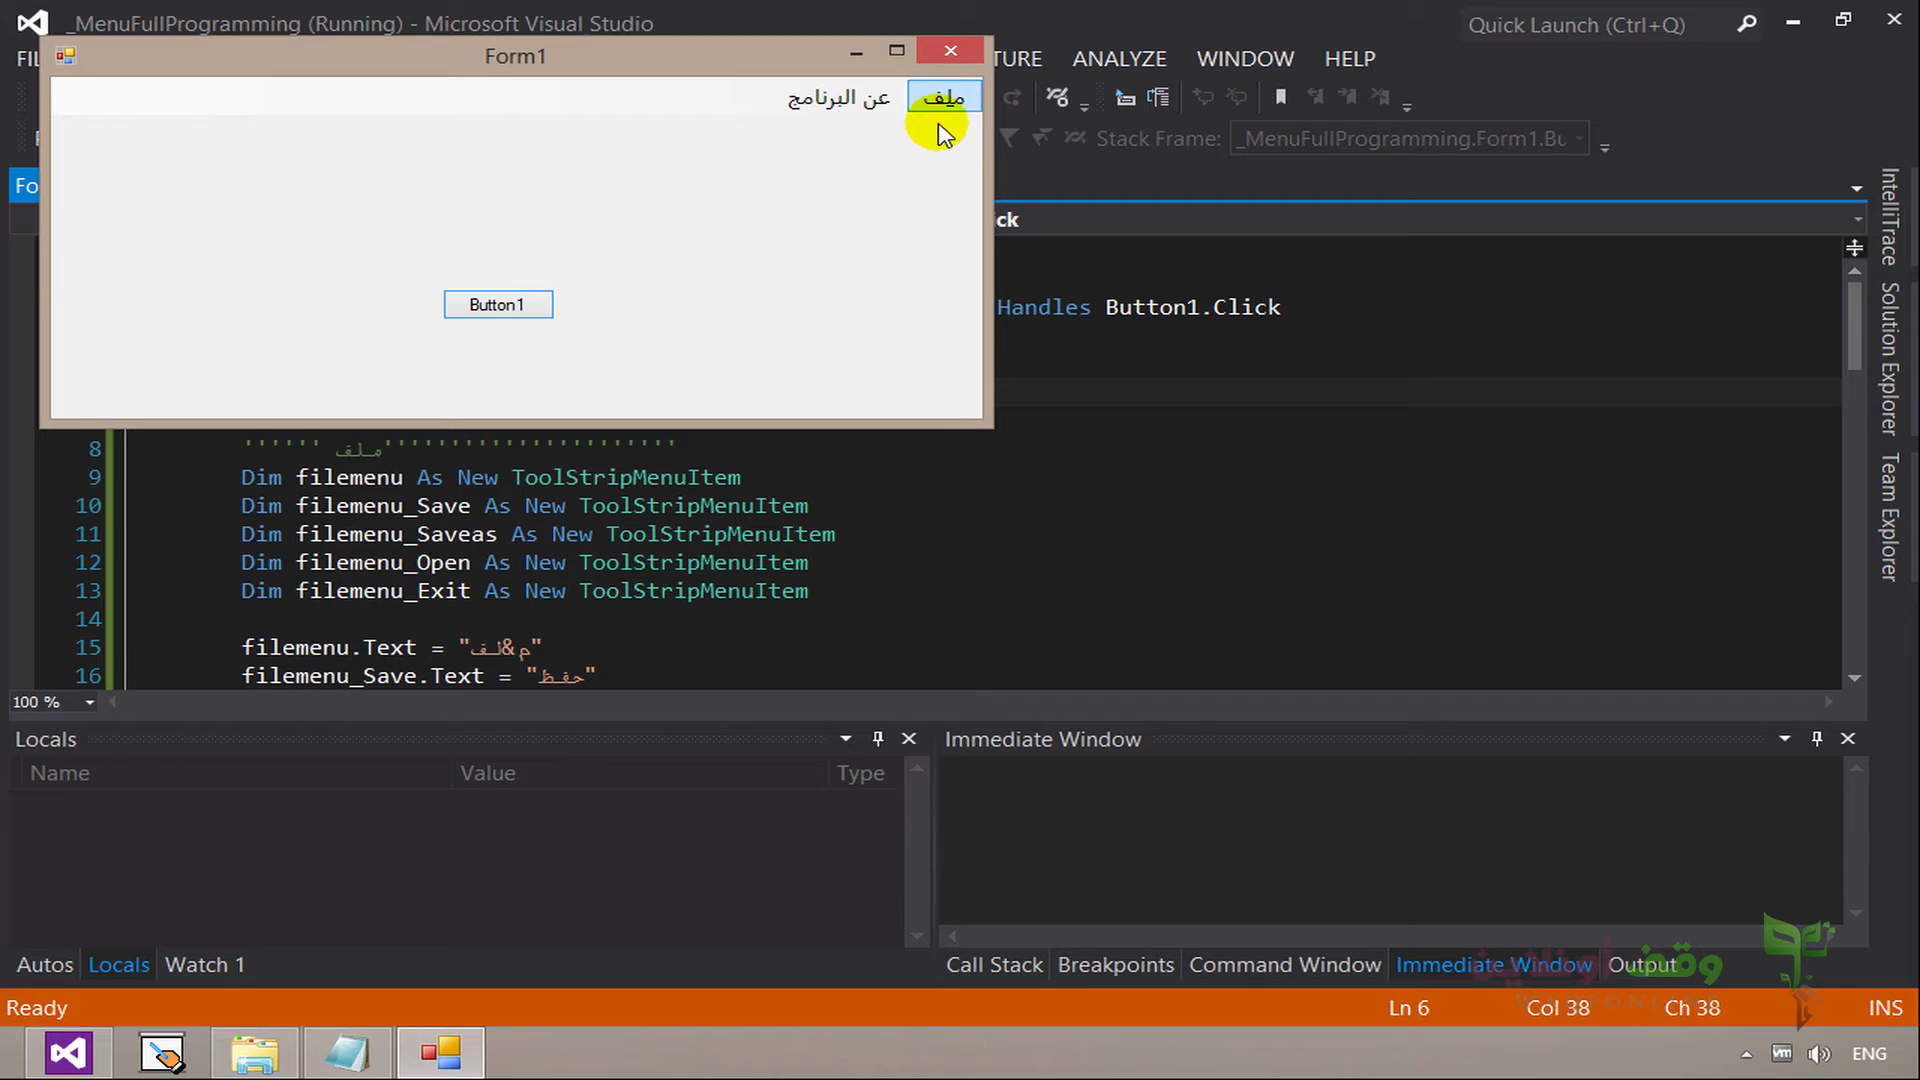 _MenuFullProgramming (Running) - Microsoft Visual Studio
Quick Launch (Ctrl+Q)
Form1
TURE ANALYZE WINDOW HELP
ملف عن البرنامج
Stack Frame: _MenuFullProgramming.Form1.Bu
Fo
ick
Button1
Handles Button1.Click
8 '''''' ملف ''''''''''''''''''''''
9 Dim filemenu As New ToolStripMenuItem
10 Dim filemenu_Save As New ToolStripMenuItem
11 Dim filemenu_Saveas As New ToolStripMenuItem
12 Dim filemenu_Open As New ToolStripMenuItem
13 Dim filemenu_Exit As New ToolStripMenuItem
14
15 filemenu.Text = "م&لف"
16 filemenu_Save.Text = "حفظ"
100 %
IntelliTrace
Solution Explorer
Team Explorer
Locals
Name Value Type
Immediate Window
Autos Locals Watch 1
Call Stack Breakpoints Command Window Immediate Window Output
وقف أونلاين
Ready
Ln 6 Col 38 Ch 38 INS
ENG